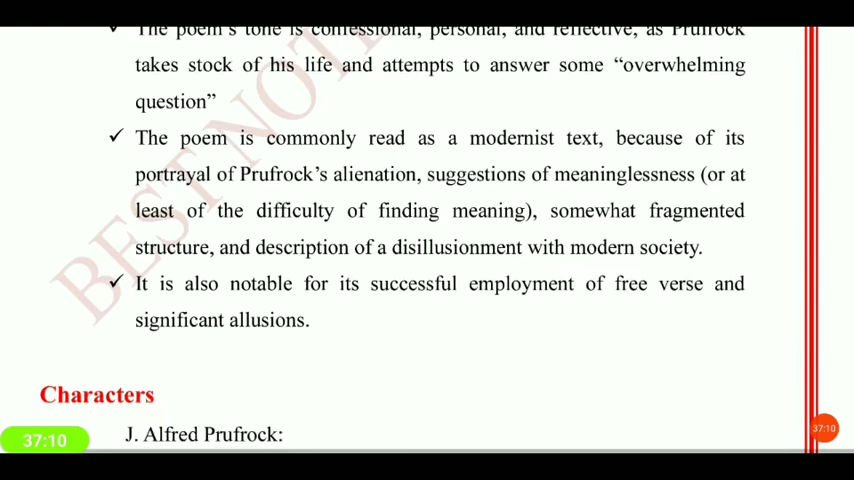 ✓ The poem's tone is confessional, personal, and reflective, as Prufrock
takes stock of his life and attempts to answer some “overwhelming
question”
✓ The poem is commonly read as a modernist text, because of its
portrayal of Prufrock’s alienation, suggestions of meaninglessness (or at
least of the difficulty of finding meaning), somewhat fragmented
structure, and description of a disillusionment with modern society.
✓ It is also notable for its successful employment of free verse and
significant allusions.
BEST NOTE
Characters
J. Alfred Prufrock:
37:10
37:10